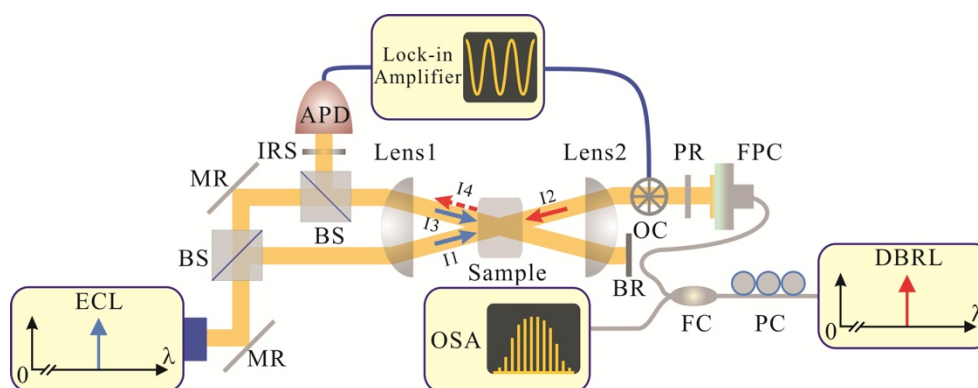 Lock-in
Amplifier
APD
IRS
Lens1
Lens2
PR
FPC
MR
I4
I3
I2
I1
OC
BS
BS
Sample
BR
ECL
0
λ
MR
OSA
FC
PC
DBRL
0
λ